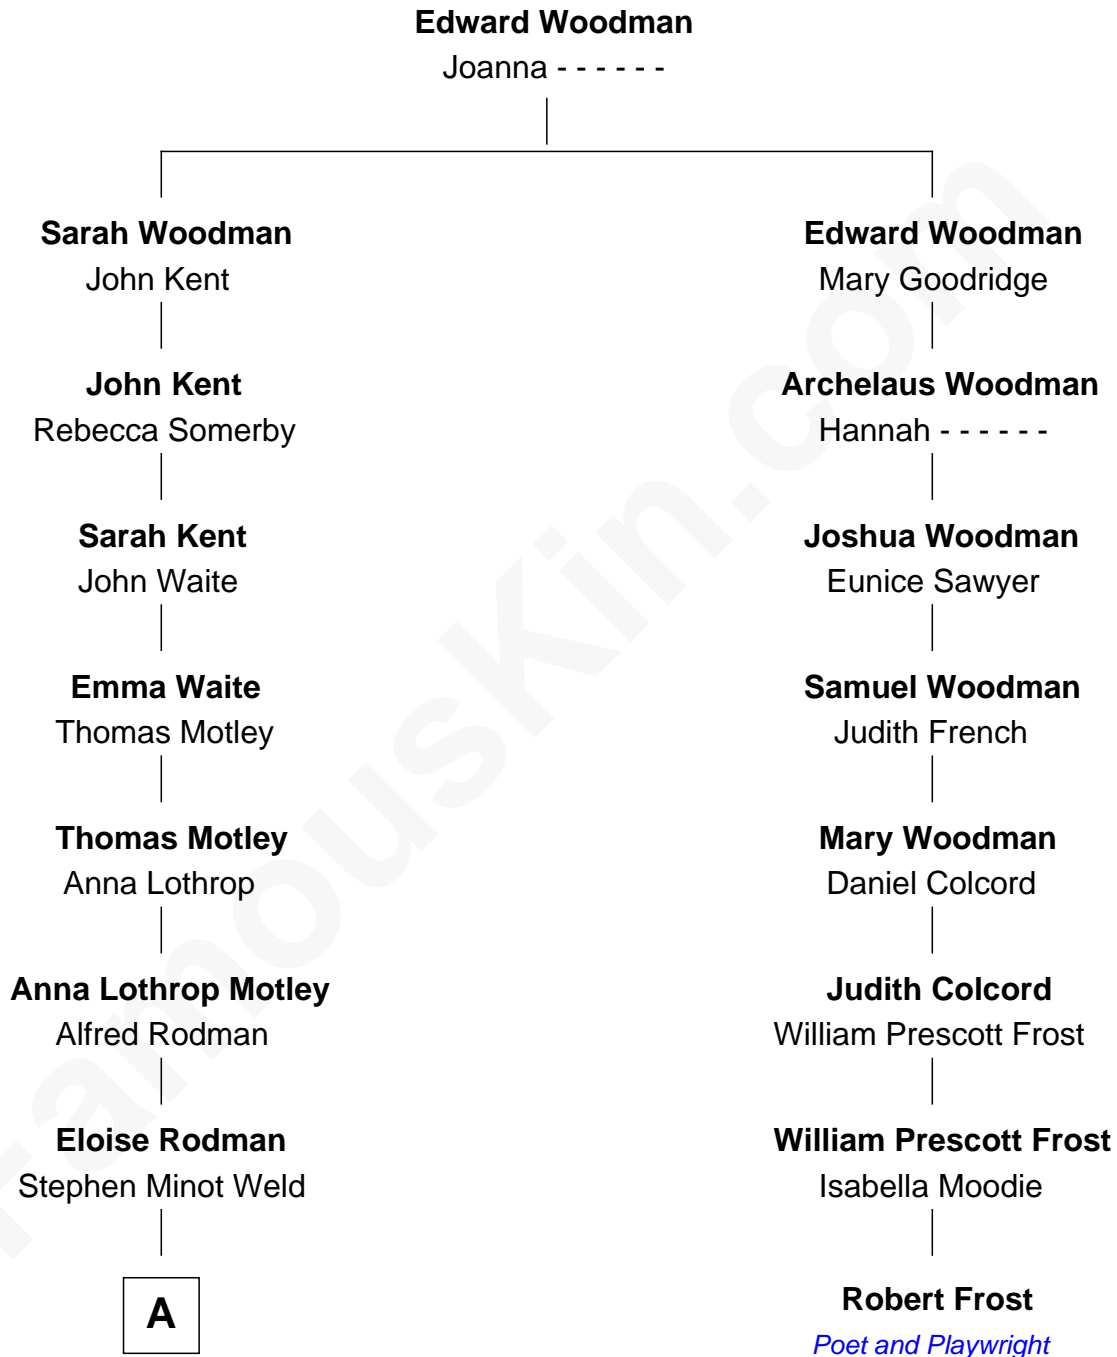 Edward Woodman
Joanna - - - - - -
Sarah Woodman
John Kent
Edward Woodman
Mary Goodridge
John Kent
Rebecca Somerby
Archelaus Woodman
Hannah - - - - - -
Sarah Kent
John Waite
Joshua Woodman
Eunice Sawyer
Emma Waite
Thomas Motley
Samuel Woodman
Judith French
Thomas Motley
Anna Lothrop
Mary Woodman
Daniel Colcord
Anna Lothrop Motley
Alfred Rodman
Judith Colcord
William Prescott Frost
Eloise Rodman
Stephen Minot Weld
William Prescott Frost
Isabella Moodie
A
Robert Frost
Poet and Playwright
FamousKin.com